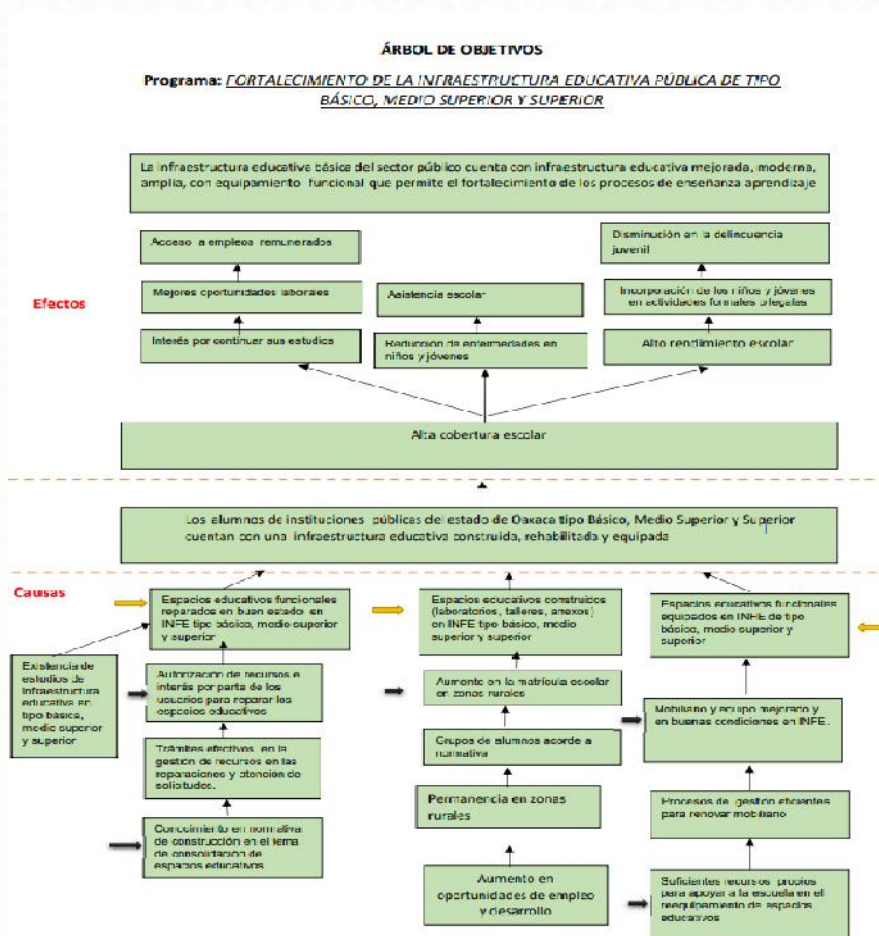 ÁRBOL DE OBJETIVOS
Programa: FORTALECIMIENTO DE LA INFRAESTRUCTURA EDUCATIVA PÚBLICA DE TIPO
BÁSICO, MEDIO SUPERIOR Y SUPERIOR
La infraestructura educativa básica del sector público cuenta con infraestructura educativa mejorada, moderna,
amplia, con equipamiento funcional que permite el fortalecimiento de los procesos de enseñanza aprendizaje
Efectos
Acceso a empleos remunerados
Mejores oportunidades laborales
Interés por continuar sus estudios
Asistencia escolar
Reducción de enfermedades en
niños y jóvenes
Disminución en la delincuencia
juvenil
Incorporación de los niños y jóvenes
en actividades formales o legales
Alto rendimiento escolar
Alta cobertura escolar
Los alumnos de instituciones públicas del estado de Oaxaca tipo Básico, Medio Superior y Superior
cuentan con una infraestructura educativa construida, rehabilitada y equipada
Causas
Existencia de
estudios de
infraestructura
educativa en
tipo básica,
medio superior
y superior
Espacios educativos funcionales
reparados en buen estado en
INFE tipo básico, medio superior
y superior
Autorización de recursos e
interés por parte de los
usuarios para reparar los
espacios educativos
Trámites efectivos en la
gestión de recursos en las
reparaciones y atención de
solicitudes.
Conocimiento en normativa
de construcción en el tema
de consolidación de
espacios educativos
Espacios educativos construidos
(laboratorios, talleres, anexos)
en INFE tipo básico, medio
superior y superior
Aumento en la matrícula escolar
en zonas rurales
Grupos de alumnos acorde a
normativa
Permanencia en zonas
rurales
Aumento en
oportunidades de empleo
y desarrollo
Espacios educativos funcionales
equipados en INFE de tipo
básico, medio superior y
superior
Mobiliario y equipo mejorado y
en buenas condiciones en INFE.
Procesos de gestión eficientes
para renovar mobiliario
Suficientes recursos propios
para apoyar a la escuela en el
reequipamiento de espacios
educativos